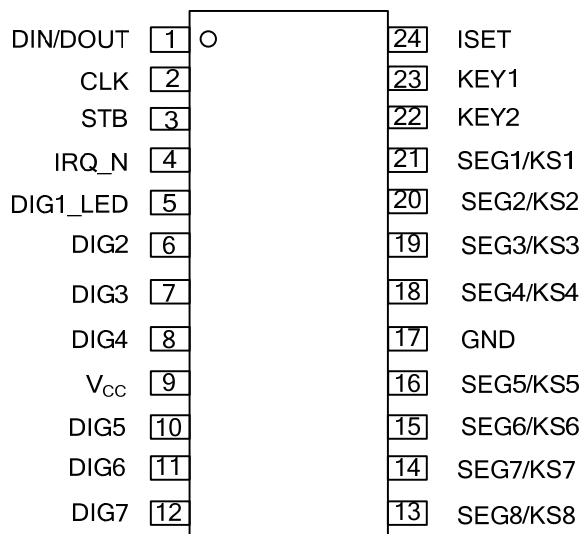 DIN/DOUT 1 24 ISET
CLK 2 23 KEY1
STB 3 22 KEY2
IRQ_N 4 21 SEG1/KS1
DIG1_LED 5 20 SEG2/KS2
DIG2 6 19 SEG3/KS3
DIG3 7 18 SEG4/KS4
DIG4 8 17 GND
VCC 9 16 SEG5/KS5
DIG5 10 15 SEG6/KS6
DIG6 11 14 SEG7/KS7
DIG7 12 13 SEG8/KS8